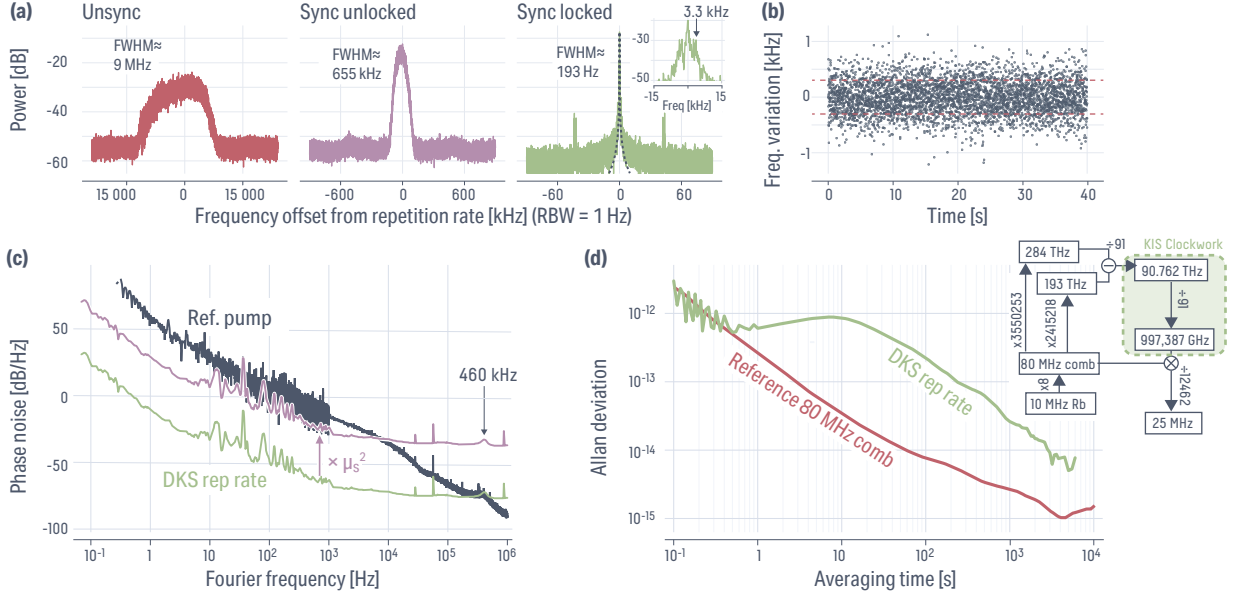 (a)
Unsync
Sync unlocked
Sync locked
3.3 kHz
FWHM≈
9 MHz
FWHM≈
655 kHz
FWHM≈
193 Hz
-30
-50
-15
15
Freq [kHz]
Power [dB]
-20
-40
-60
15 000
0
15 000
-600
0
600
-60
0
60
Frequency offset from repetition rate [kHz] (RBW = 1 Hz)
(b)
Freq. variation [kHz]
1
0
-1
0
10
20
30
40
Time [s]
(c)
Phase noise [dB/Hz]
50
0
-50
-100
Ref. pump
460 kHz
× μs²
DKS rep rate
10⁻¹
1
10
10²
10³
10⁴
10⁵
10⁶
Fourier frequency [Hz]
(d)
Allan deviation
10⁻¹²
10⁻¹³
10⁻¹⁴
10⁻¹⁵
DKS rep rate
Reference 80 MHz comb
10⁻¹
1
10
10²
10³
10⁴
Averaging time [s]
KIS Clockwork
284 THz
÷91
193 THz
90.762 THz
÷91
x3550253
x2415218
997,387 GHz
80 MHz comb
x8
÷12462
10 MHz Rb
25 MHz